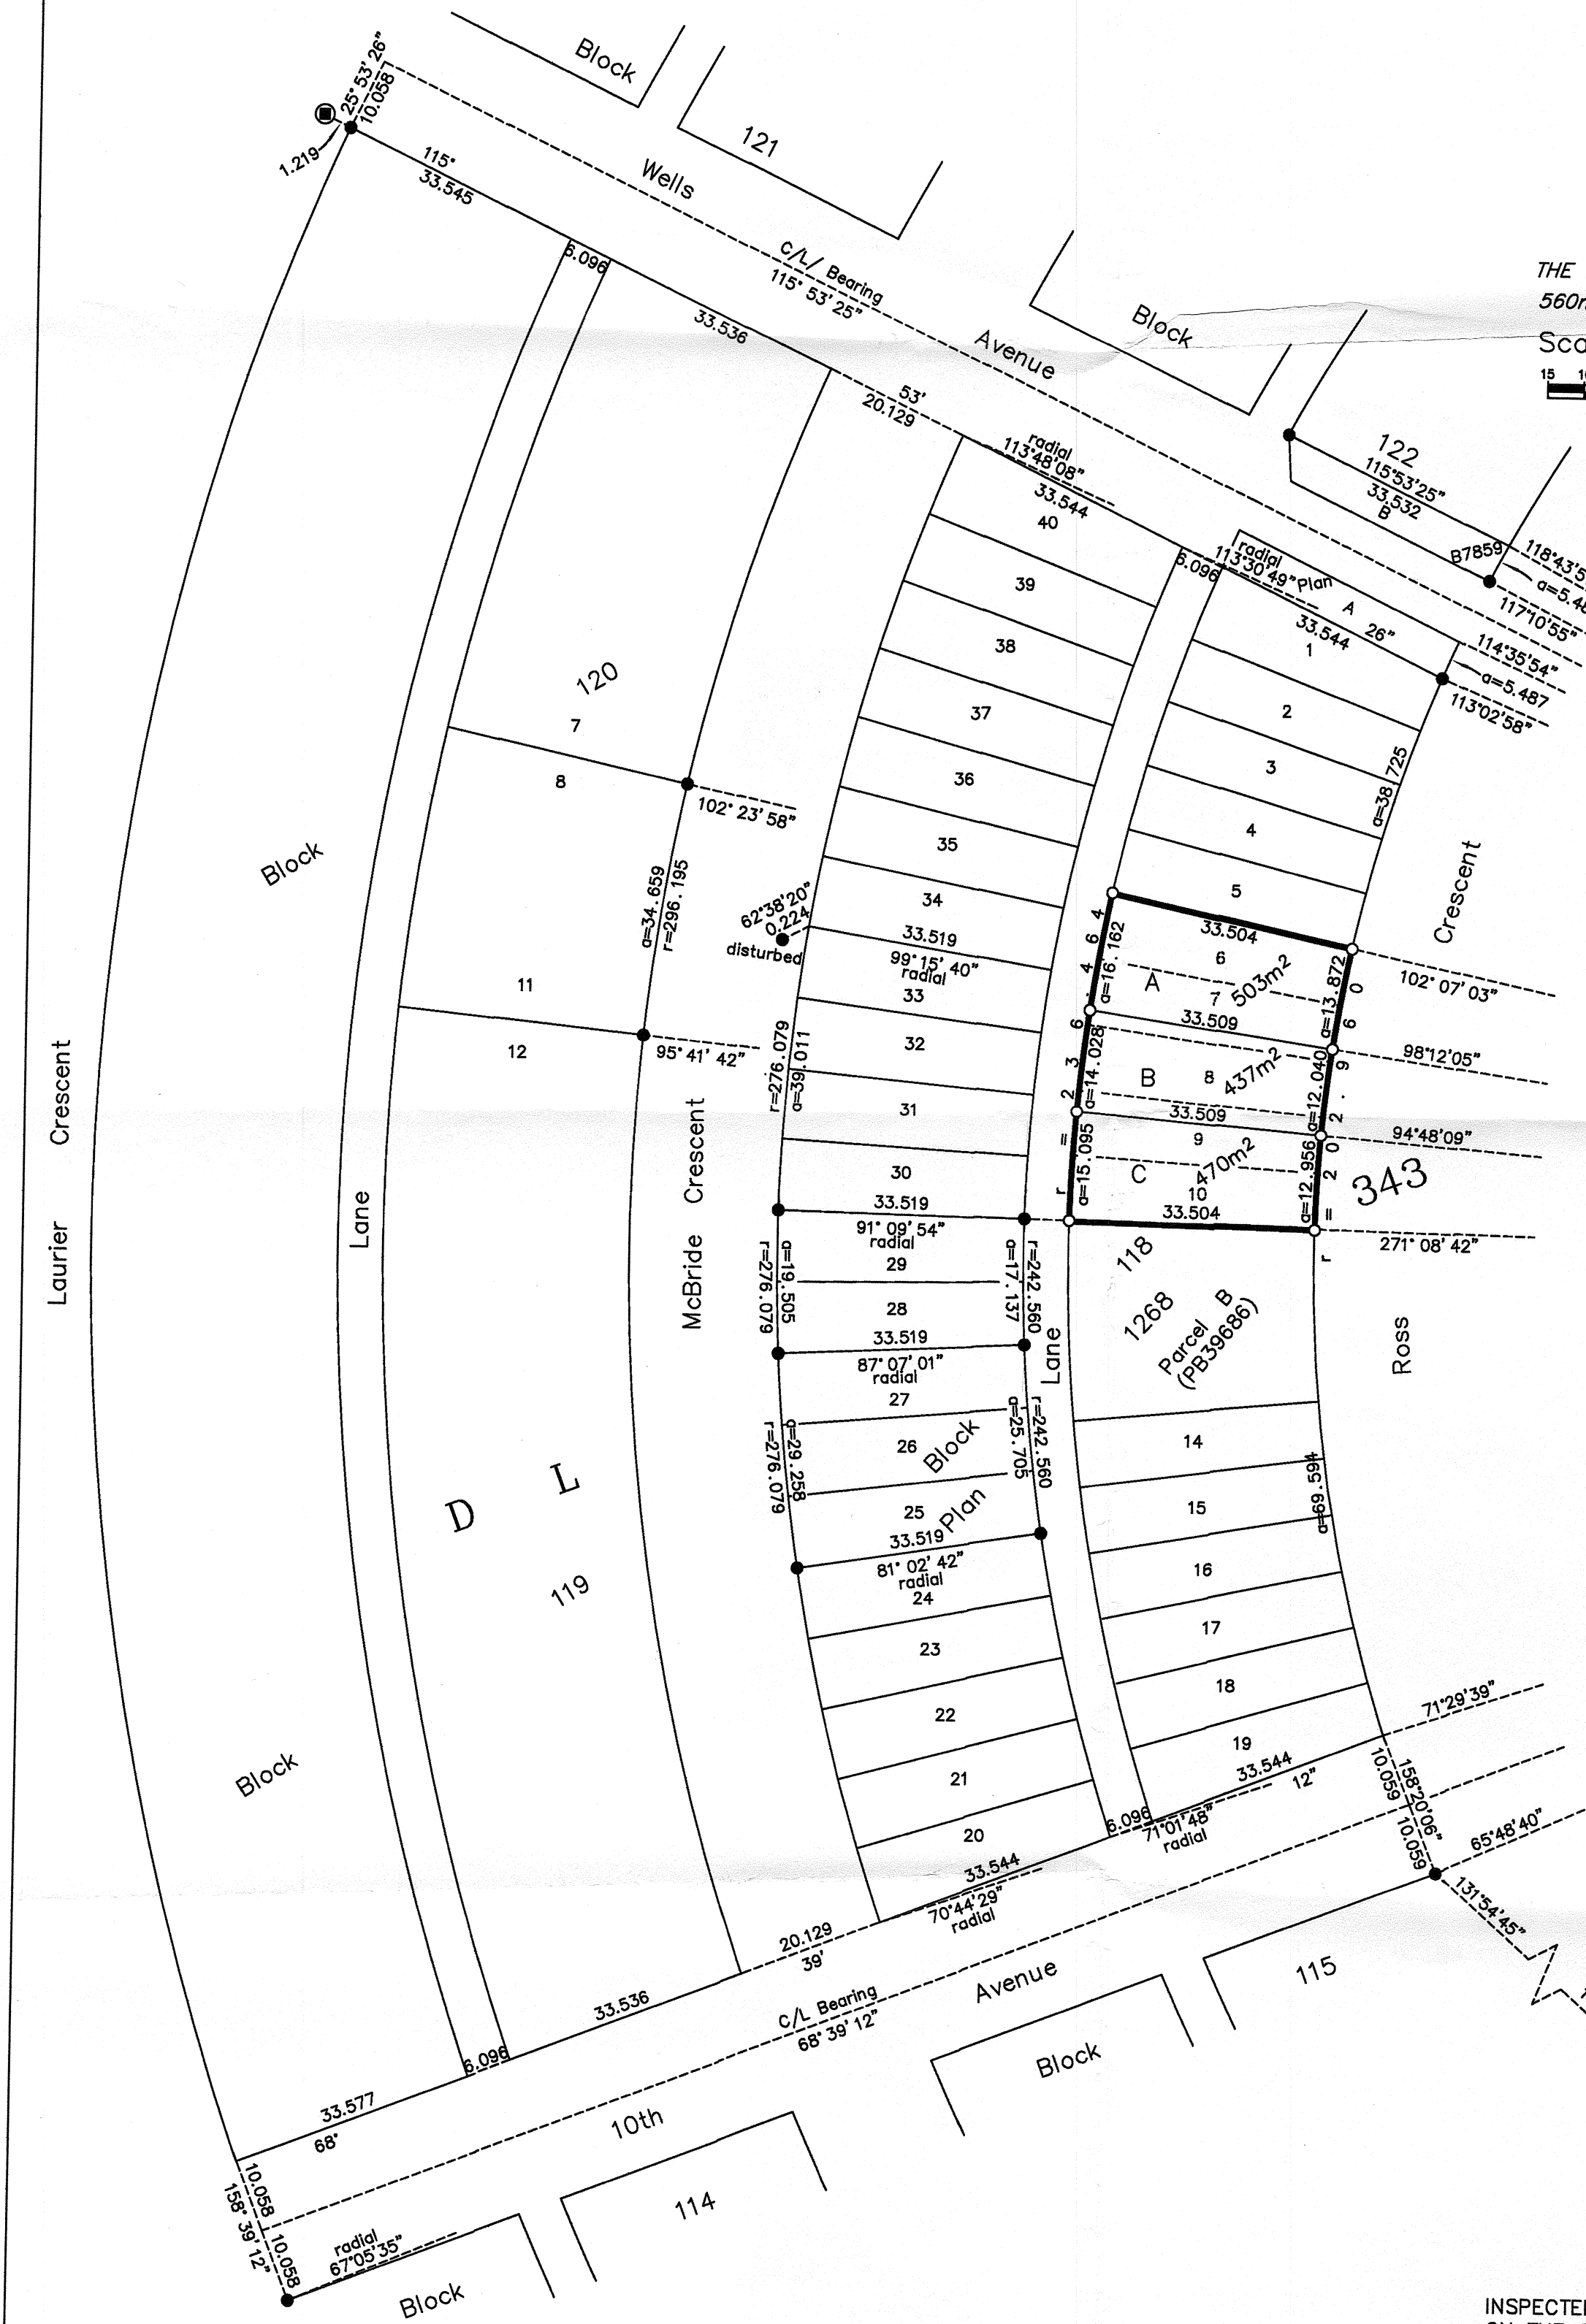 Block
121
Wells
C/L/ Bearing
115° 53' 25"
Avenue
Block
122
115°53'25"
33.532
B
B7859
118°43'5
a=5.48
117°10'55"
114°35'54"
a=5.487
113°02'58"
THE
560m
Sca
15 10
25° 53' 26"
10.058
1.219
115°
33.545
6.096
33.536
53'
20.129
radial
113°48'08"
33.544
40
39
38
37
36
35
34
33.519
99° 15' 40"
radial
33
32
31
30
33.519
91° 09' 54"
radial
29
28
33.519
87° 07' 01"
radial
27
26
25
33.519
81° 02' 42"
radial
24
23
22
21
20
33.544
70°44'29"
radial
6.096
radial
113°30'49"
Plan
A
26"
33.544
1
2
3
4
5
a=38.725
33.504
6
A
7
503m²
33.509
B
8
437m²
33.509
9
C
470m²
10
33.504
a=16.162
a=14.028
a=15.095
r = 236.464
a=13.872
a=12.040
a=12.956
r = 202.960
102° 07' 03"
98°12'05"
94°48'09"
271° 08' 42"
343
118
1268
Parcel B
(PB39686)
14
15
16
17
18
19
33.544
12"
a=69.594
6.096
71°01'48"
radial
71°29'39"
158°20'06"
10.059
10.059
65°48'40"
131°54'45"
120
7
8
102° 23' 58"
a=34.659
r=296.195
11
12
95° 41' 42"
62°38'20"
0.224
disturbed
r=276.079
a=39.011
a=19.505
r=276.079
a=29.258
r=276.079
r=242.560
a=17.137
r=242.560
a=25.705
Block
Plan
Block
Laurier Crescent
Lane
McBride Crescent
Lane
Ross
Crescent
D L
119
Block
33.577
68°
6.096
33.536
20.129
39'
C/L Bearing
68° 39' 12"
10th
Avenue
10.058
158° 39' 12"
10.058
radial
67°05'35"
Block
114
Block
115
INSPECTED